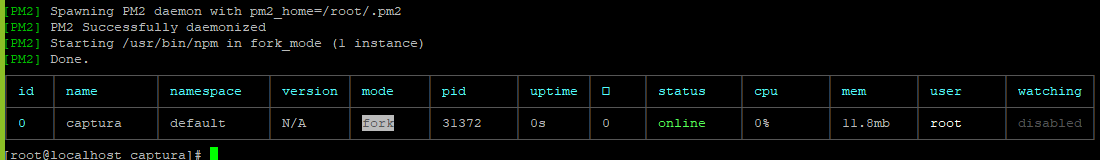 [PM2] Spawning PM2 daemon with pm2_home=/root/.pm2
[PM2] PM2 Successfully daemonized
[PM2] Starting /usr/bin/npm in fork_mode (1 instance)
[PM2] Done.
id name namespace version mode pid uptime □ status cpu mem user watching
0 captura default N/A fork 31372 0s 0 online 0% 11.8mb root disabled
[root@localhost captura]#